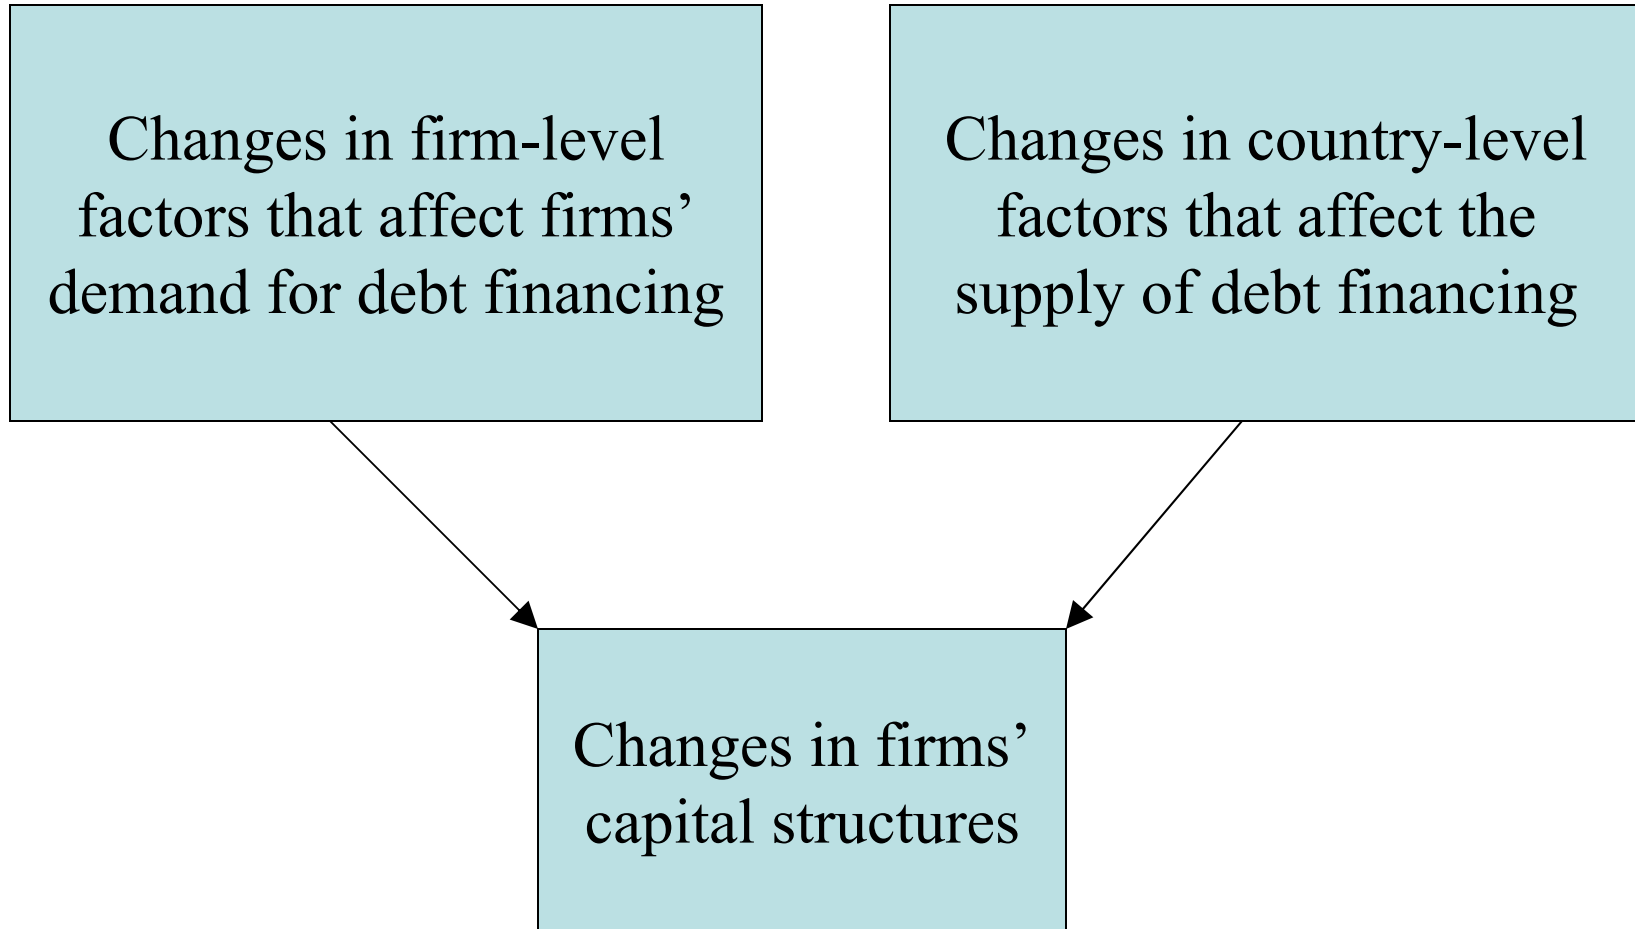 Changes in firm-level
factors that affect firms’
demand for debt financing
Changes in country-level
factors that affect the
supply of debt financing
Changes in firms’
capital structures